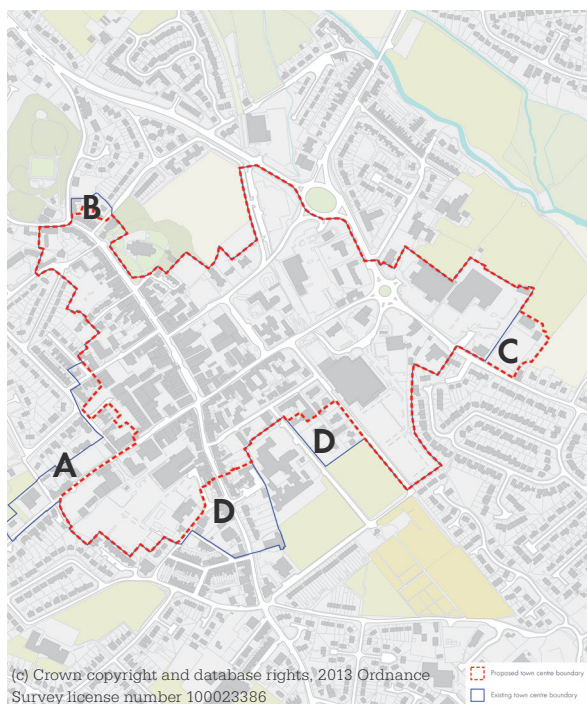 B
C
D
A
D
(c) Crown copyright and database rights, 2013 Ordnance
Survey license number 100023386
Proposed town centre boundary
Existing town centre boundary